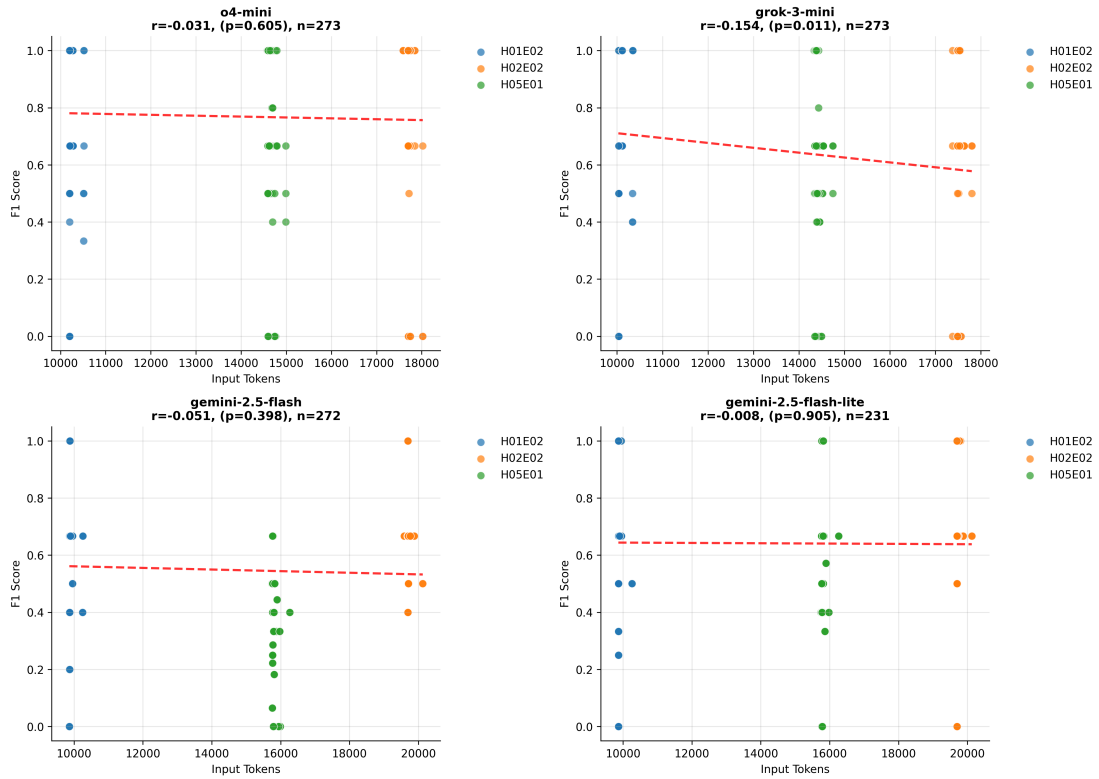 o4-mini
r=-0.031, (p=0.605), n=273
1.0
0.8
0.6
0.4
0.2
0.0
F1 Score
10000 11000 12000 13000 14000 15000 16000 17000 18000
Input Tokens
H01E02
H02E02
H05E01
grok-3-mini
r=-0.154, (p=0.011), n=273
1.0
0.8
0.6
0.4
0.2
0.0
F1 Score
10000 11000 12000 13000 14000 15000 16000 17000 18000
Input Tokens
H01E02
H02E02
H05E01
gemini-2.5-flash
r=-0.051, (p=0.398), n=272
1.0
0.8
0.6
0.4
0.2
0.0
F1 Score
10000 12000 14000 16000 18000 20000
Input Tokens
H01E02
H02E02
H05E01
gemini-2.5-flash-lite
r=-0.008, (p=0.905), n=231
1.0
0.8
0.6
0.4
0.2
0.0
F1 Score
10000 12000 14000 16000 18000 20000
Input Tokens
H01E02
H02E02
H05E01